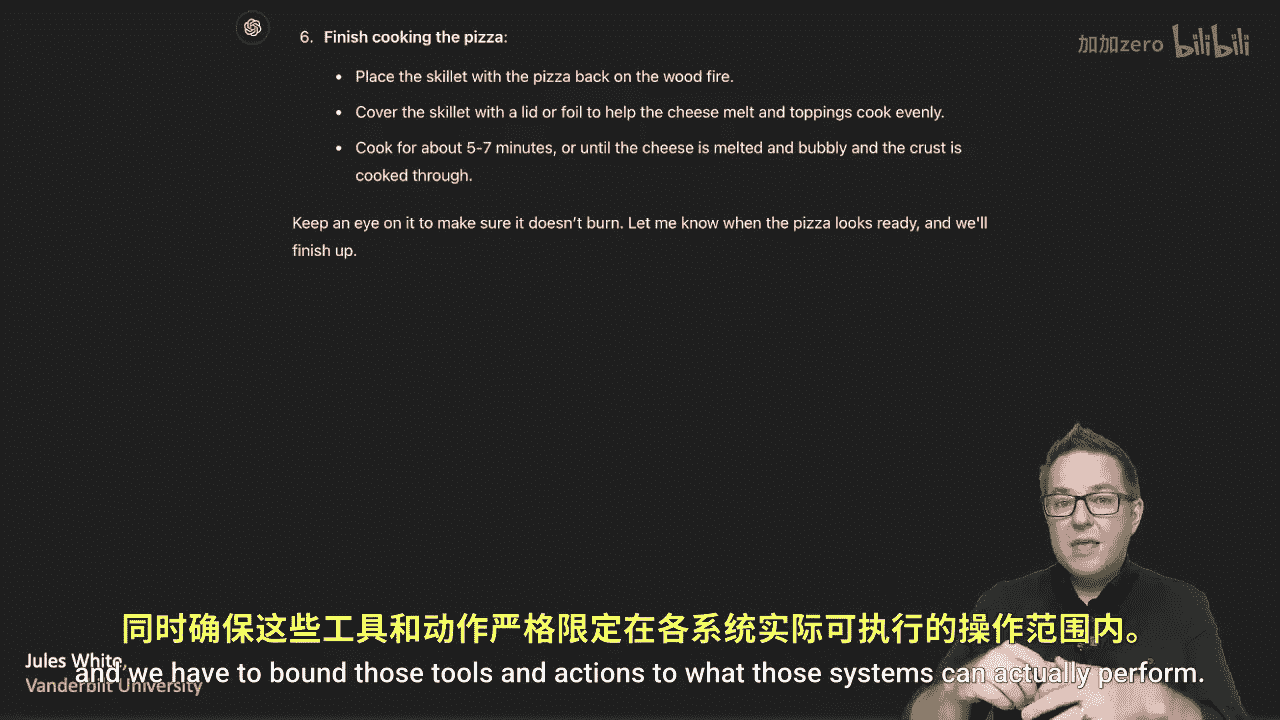 6. Finish cooking the pizza:
• Place the skillet with the pizza back on the wood fire.
• Cover the skillet with a lid or foil to help the cheese melt and toppings cook evenly.
• Cook for about 5-7 minutes, or until the cheese is melted and bubbly and the crust is
cooked through.
Keep an eye on it to make sure it doesn't burn. Let me know when the pizza looks ready, and we'll
finish up.
加加zero bilibili
同时确保这些工具和动作严格限定在各系统实际可执行的操作范围内。
Jules White,
and we have to bound those tools and actions to what those systems can actually perform.
Vanderbilt University